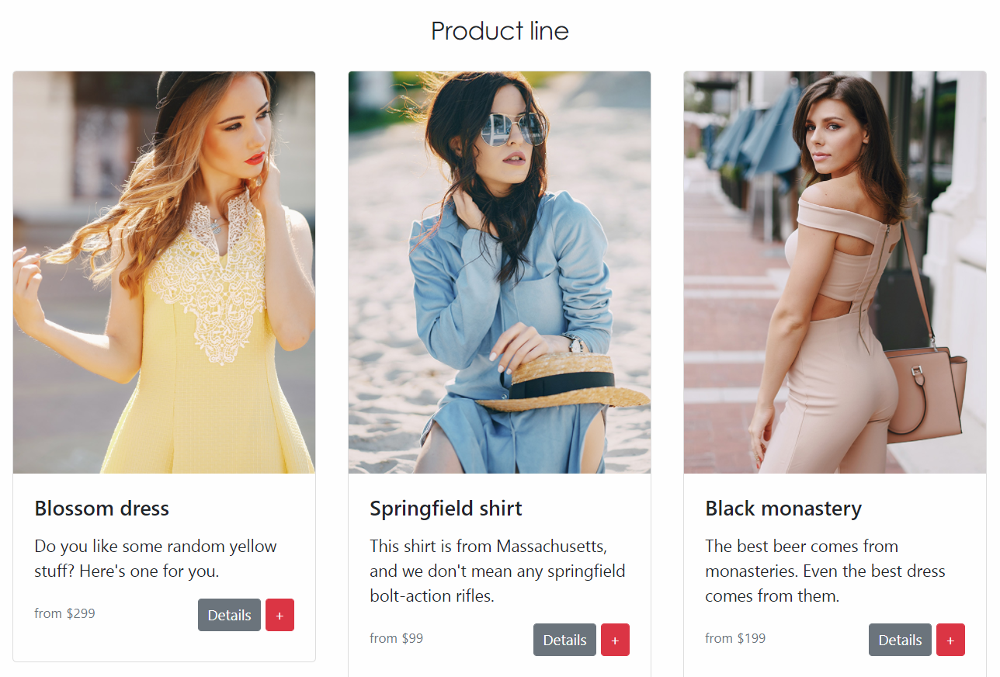 Product line
Blossom dress
Do you like some random yellow
stuff? Here's one for you.
from $299
Details
+
Springfield shirt
This shirt is from Massachusetts,
and we don't mean any springfield
bolt-action rifles.
from $99
Details
+
Black monastery
The best beer comes from
monasteries. Even the best dress
comes from them.
from $199
Details
+